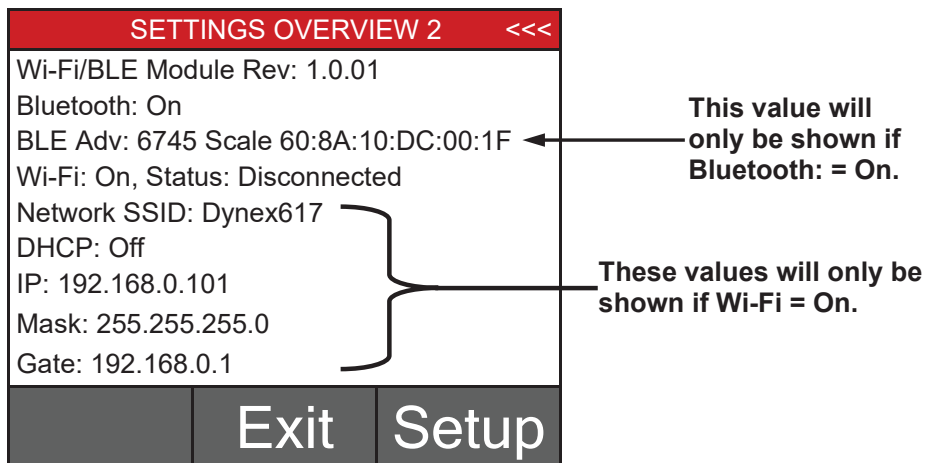 SETTINGS OVERVIEW 2 <<<
Wi-Fi/BLE Module Rev: 1.0.01
Bluetooth: On
BLE Adv: 6745 Scale 60:8A:10:DC:00:1F
Wi-Fi: On, Status: Disconnected
Network SSID: Dynex617
DHCP: Off
IP: 192.168.0.101
Mask: 255.255.255.0
Gate: 192.168.0.1
Exit Setup
This value will
only be shown if
Bluetooth: = On.
These values will only be
shown if Wi-Fi = On.